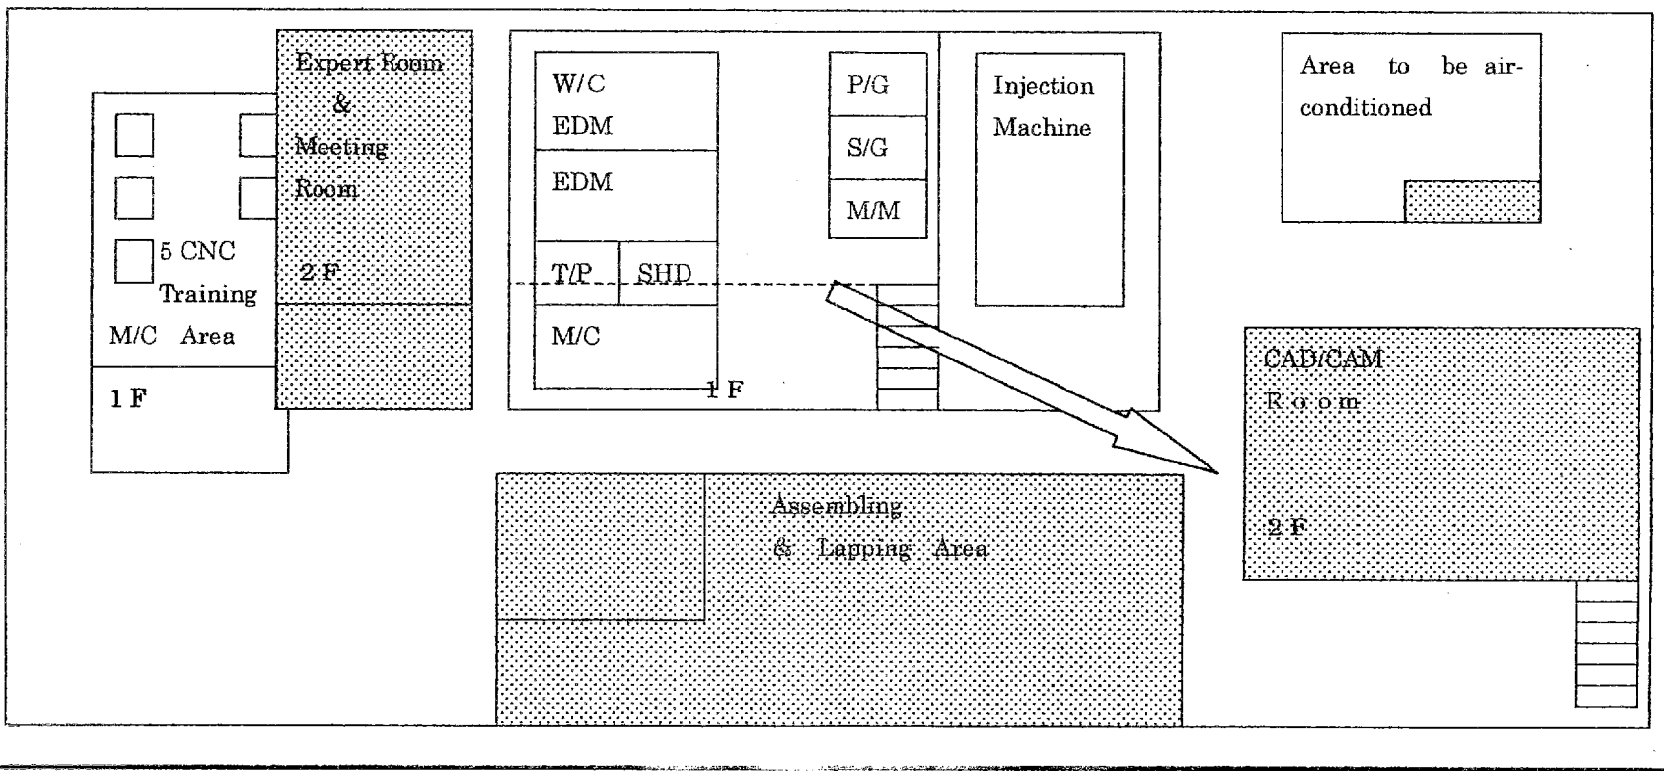 Expert Room
&
Meeting
Room
2 F
5 CNC
Training
M/C Area
1 F
W/C
EDM
EDM
T/P
SHD
M/C
1 F
P/G
S/G
M/M
Injection
Machine
Area to be air-
conditioned
CAD/CAM
Room
2 F
Assembling
& Lapping Area